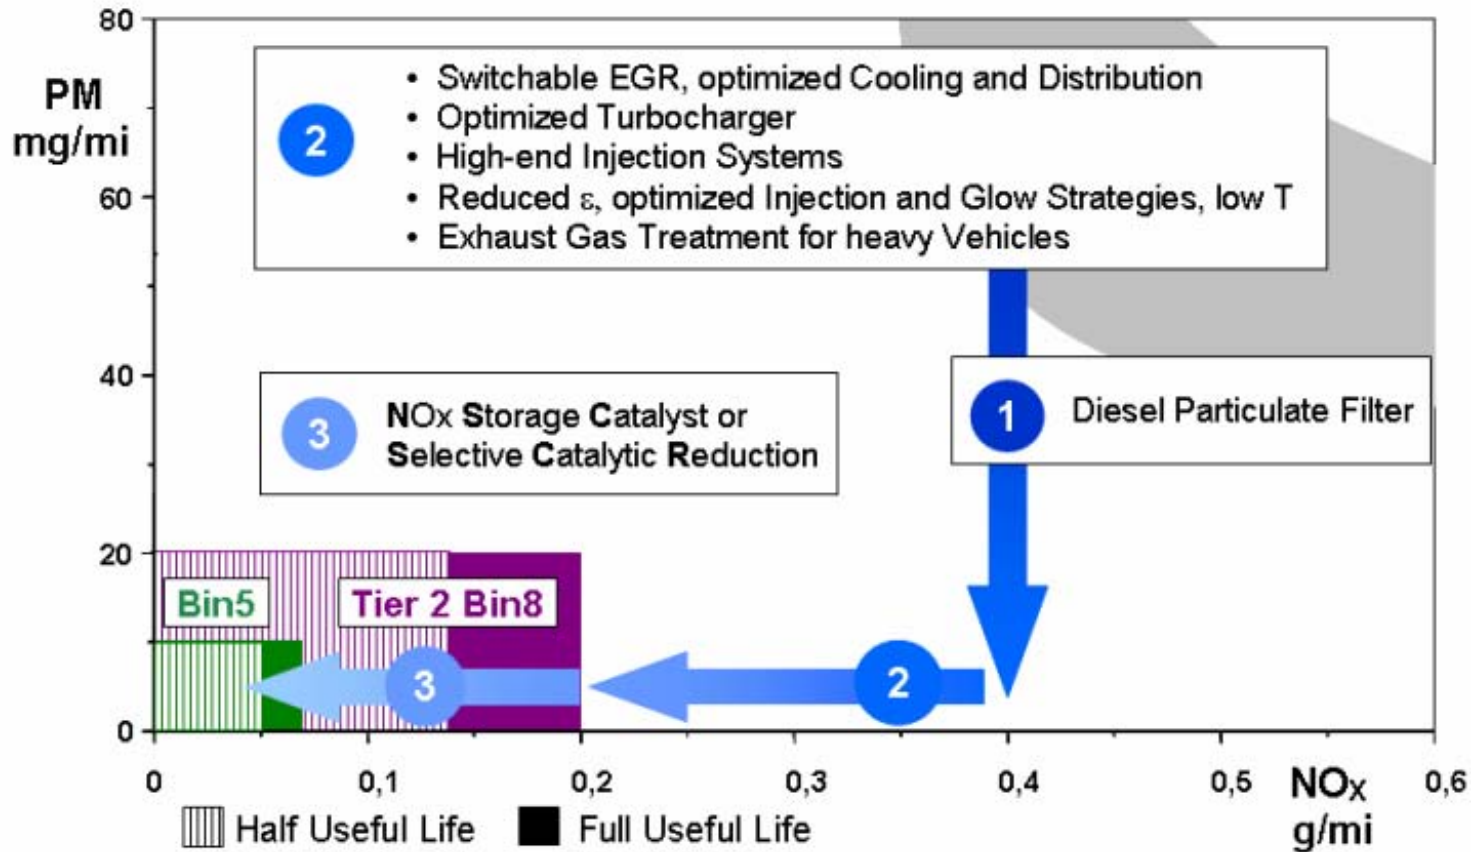 80
PM
mg/mi
60
40
20
0
2
• Switchable EGR, optimized Cooling and Distribution
• Optimized Turbocharger
• High-end Injection Systems
• Reduced ε, optimized Injection and Glow Strategies, low T
• Exhaust Gas Treatment for heavy Vehicles
1
Diesel Particulate Filter
3
NOx Storage Catalyst or
Selective Catalytic Reduction
Bin5
Tier 2 Bin8
3
2
0
0,1
0,2
0,3
0,4
0,5
NOx
g/mi
0,6
Half Useful Life
Full Useful Life